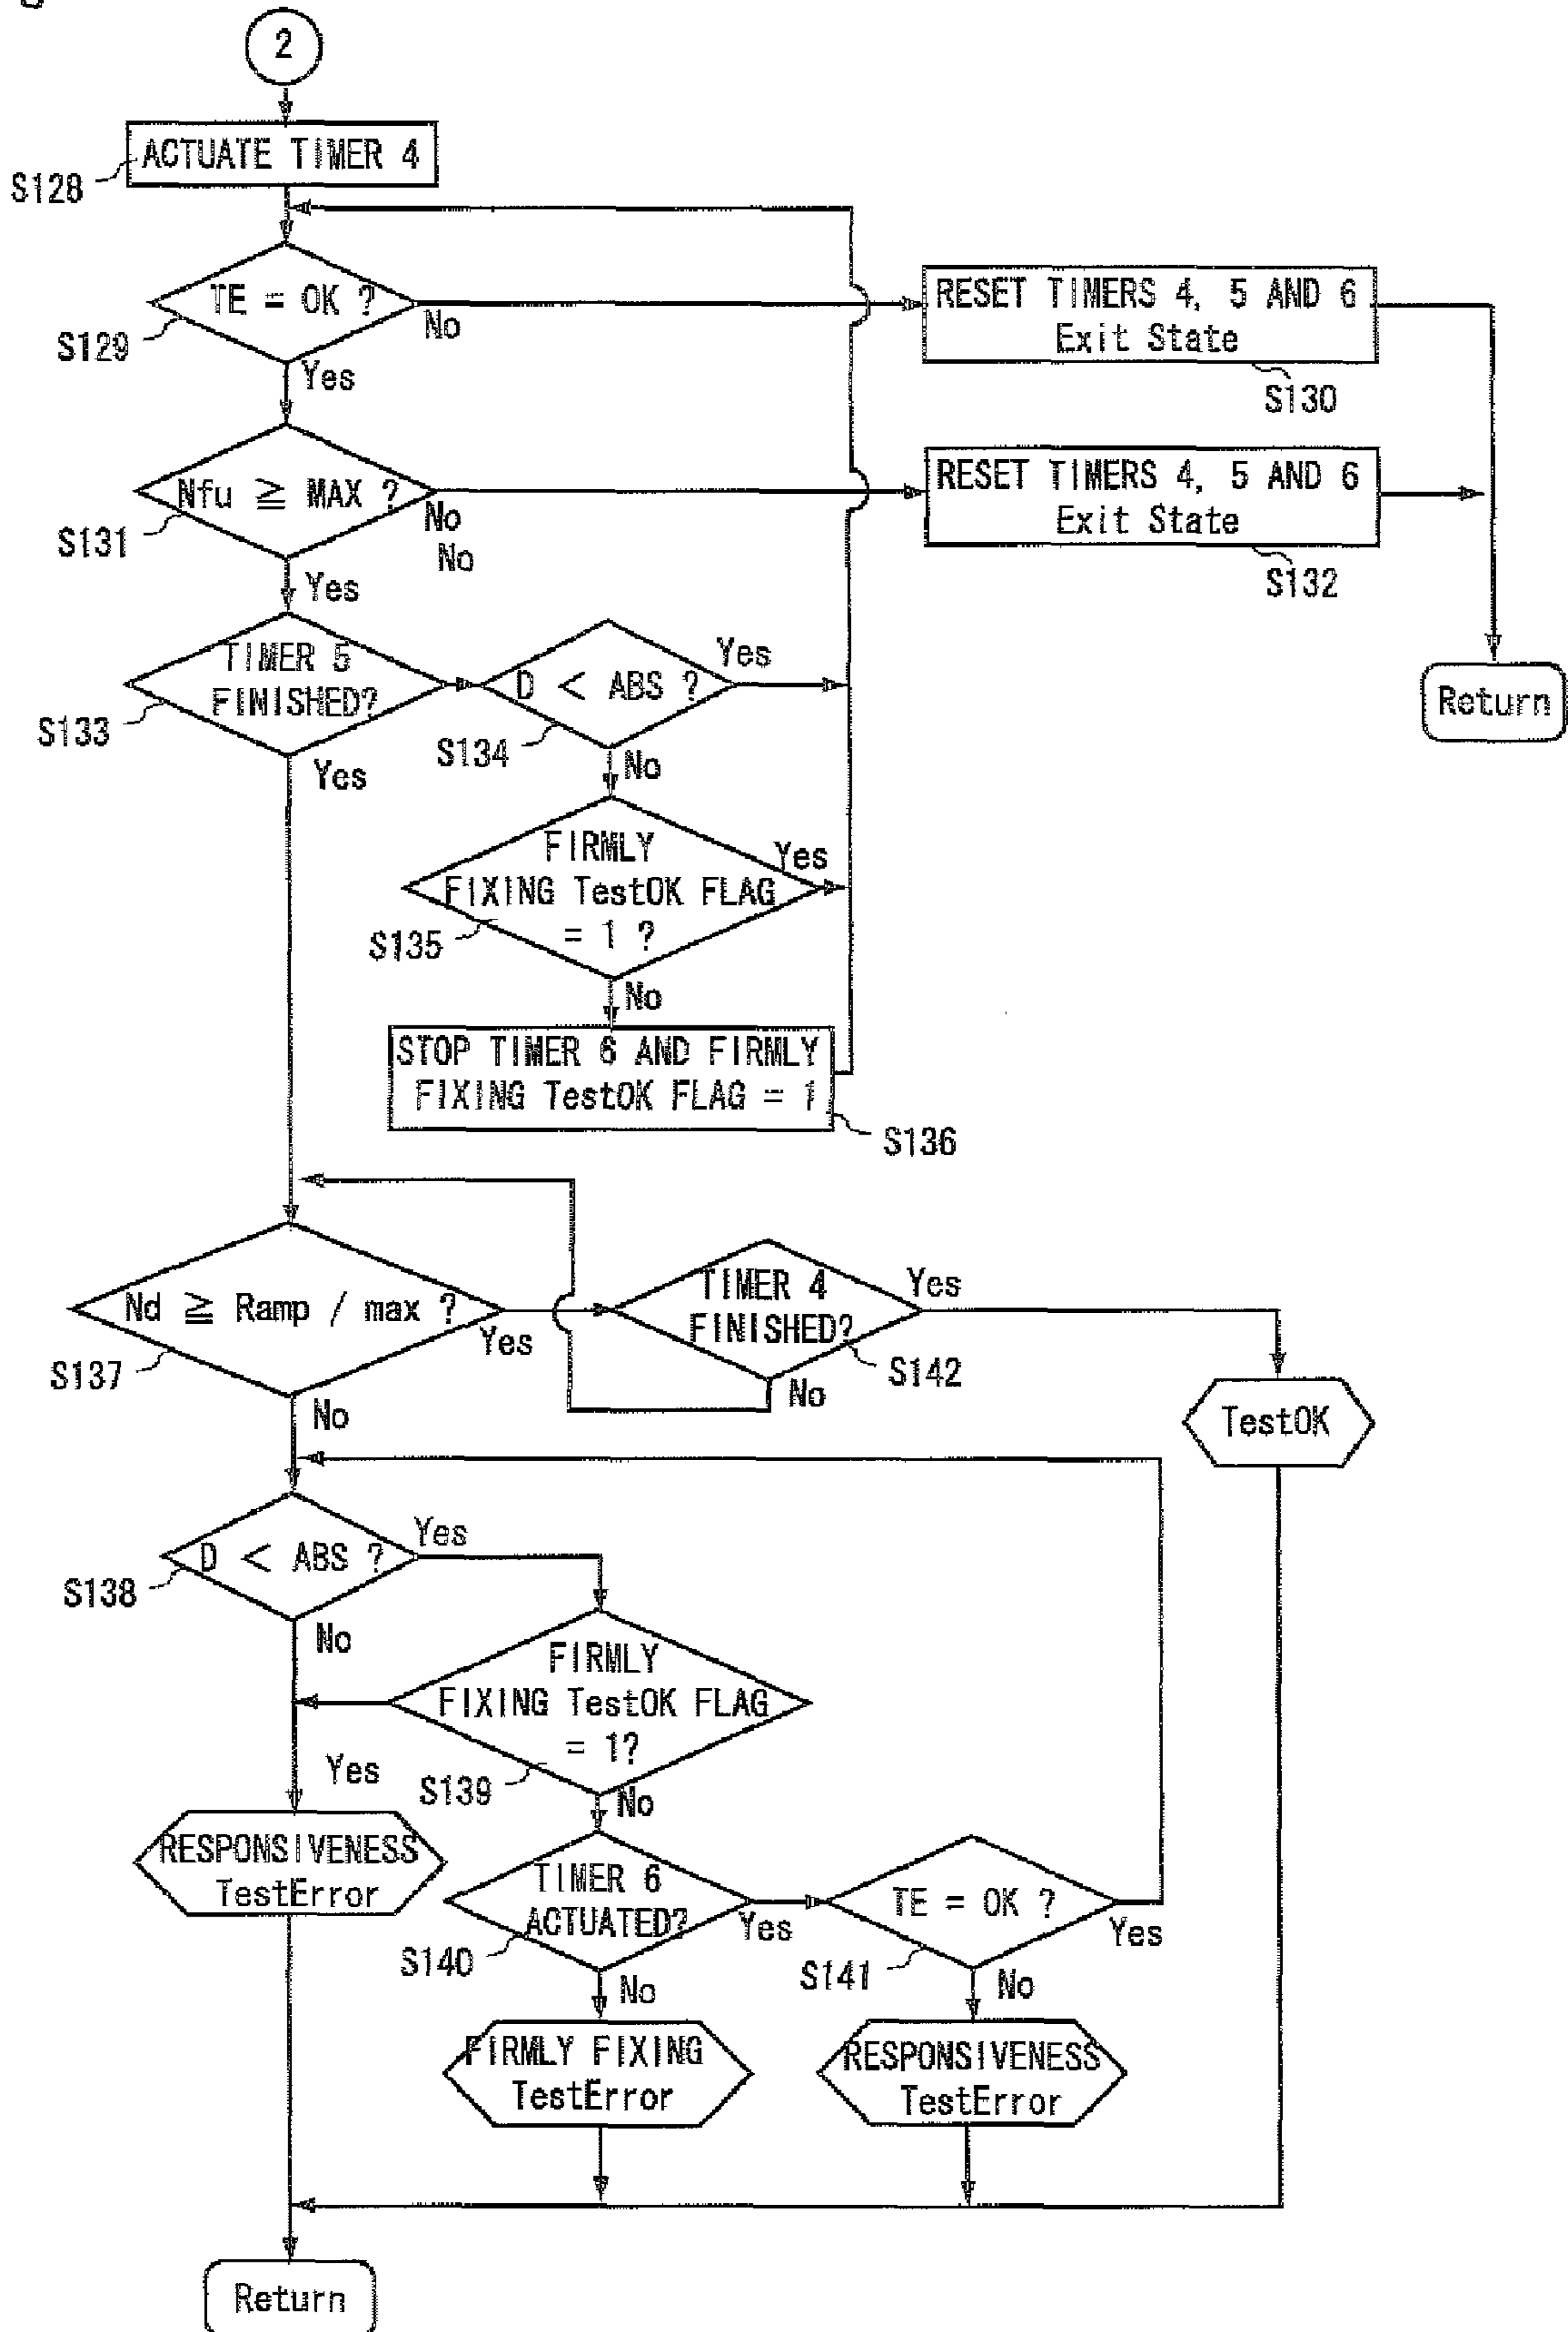 2
ACTUATE TIMER 4
S128
TE = OK ?
No
S129
Yes
RESET TIMERS 4, 5 AND 6
Exit State
S130
Nfu ≧ MAX ?
No
No
S131
Yes
RESET TIMERS 4, 5 AND 6
Exit State
S132
Return
TIMER 5
FINISHED?
S133
Yes
D < ABS ?
Yes
S134
No
FIRMLY
FIXING TestOK FLAG
= 1 ?
Yes
S135
No
STOP TIMER 6 AND FIRMLY
FIXING TestOK FLAG = 1
S136
Nd ≧ Ramp / max ?
Yes
S137
No
TIMER 4
FINISHED?
Yes
S142
No
TestOK
D < ABS ?
Yes
S138
No
FIRMLY
FIXING TestOK FLAG
= 1?
Yes
S139
No
RESPONSIVENESS
TestError
TIMER 6
ACTUATED?
Yes
S140
No
TE = OK ?
Yes
S141
No
FIRMLY FIXING
TestError
RESPONSIVENESS
TestError
Return